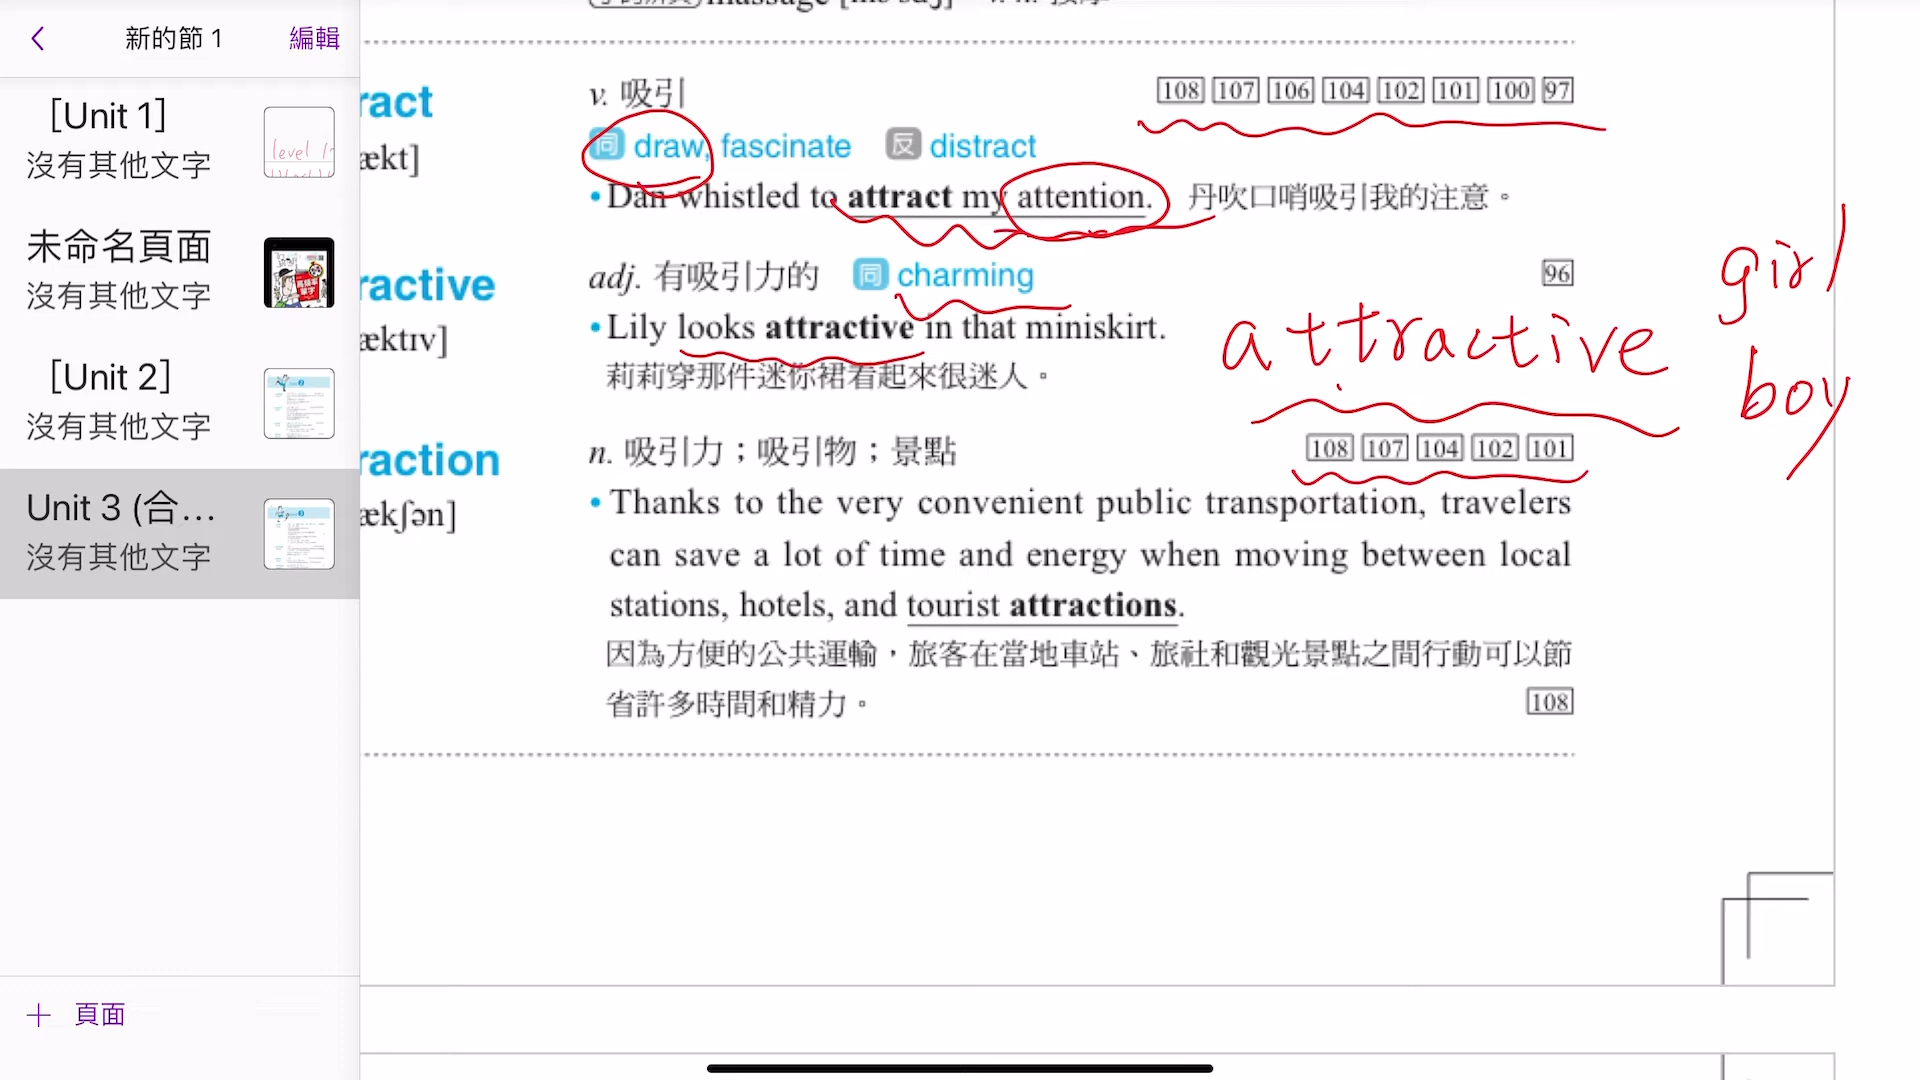 新的節 1
編輯
[Unit 1]
沒有其他文字
level 1
未命名頁面
沒有其他文字
[Unit 2]
沒有其他文字
Unit 3 (合...
沒有其他文字
頁面
ract
ækt]
v. 吸引
108 107 106 104 102 101 100 97
同 draw, fascinate 反 distract
•Dan whistled to attract my attention. 丹吹口哨吸引我的注意。
ractive
æktɪv]
adj. 有吸引力的 同 charming
96
•Lily looks attractive in that miniskirt.
莉莉穿那件迷你裙看起來很迷人。
attractive
girl
boy
raction
ækʃən]
n. 吸引力；吸引物；景點
108 107 104 102 101
•Thanks to the very convenient public transportation, travelers
can save a lot of time and energy when moving between local
stations, hotels, and tourist attractions.
因為方便的公共運輸，旅客在當地車站、旅社和觀光景點之間行動可以節
省許多時間和精力。
108